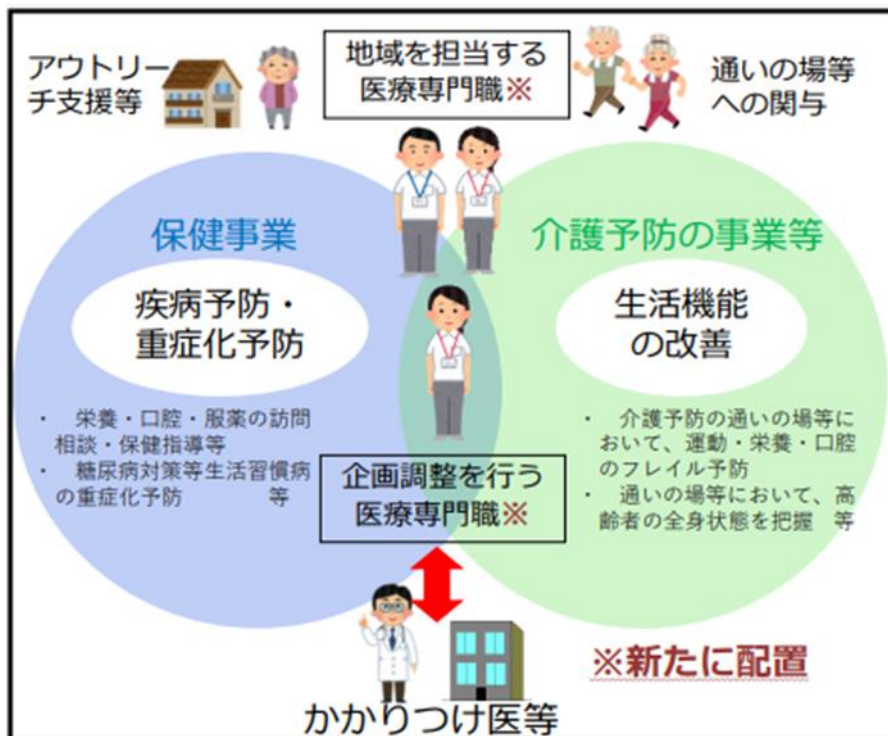 アウトリー
チ支援等
地域を担当する
医療専門職※
通いの場等
への関与
保健事業
疾病予防・
重症化予防
・ 栄養・口腔・服薬の訪問
相談・保健指導等
・ 糖尿病対策等生活習慣病
の重症化予防 等
介護予防の事業等
生活機能
の改善
・ 介護予防の通いの場等に
おいて、運動・栄養・口腔
のフレイル予防
・ 通いの場等において、高
齢者の全身状態を把握 等
企画調整を行う
医療専門職※
かかりつけ医等
※新たに配置